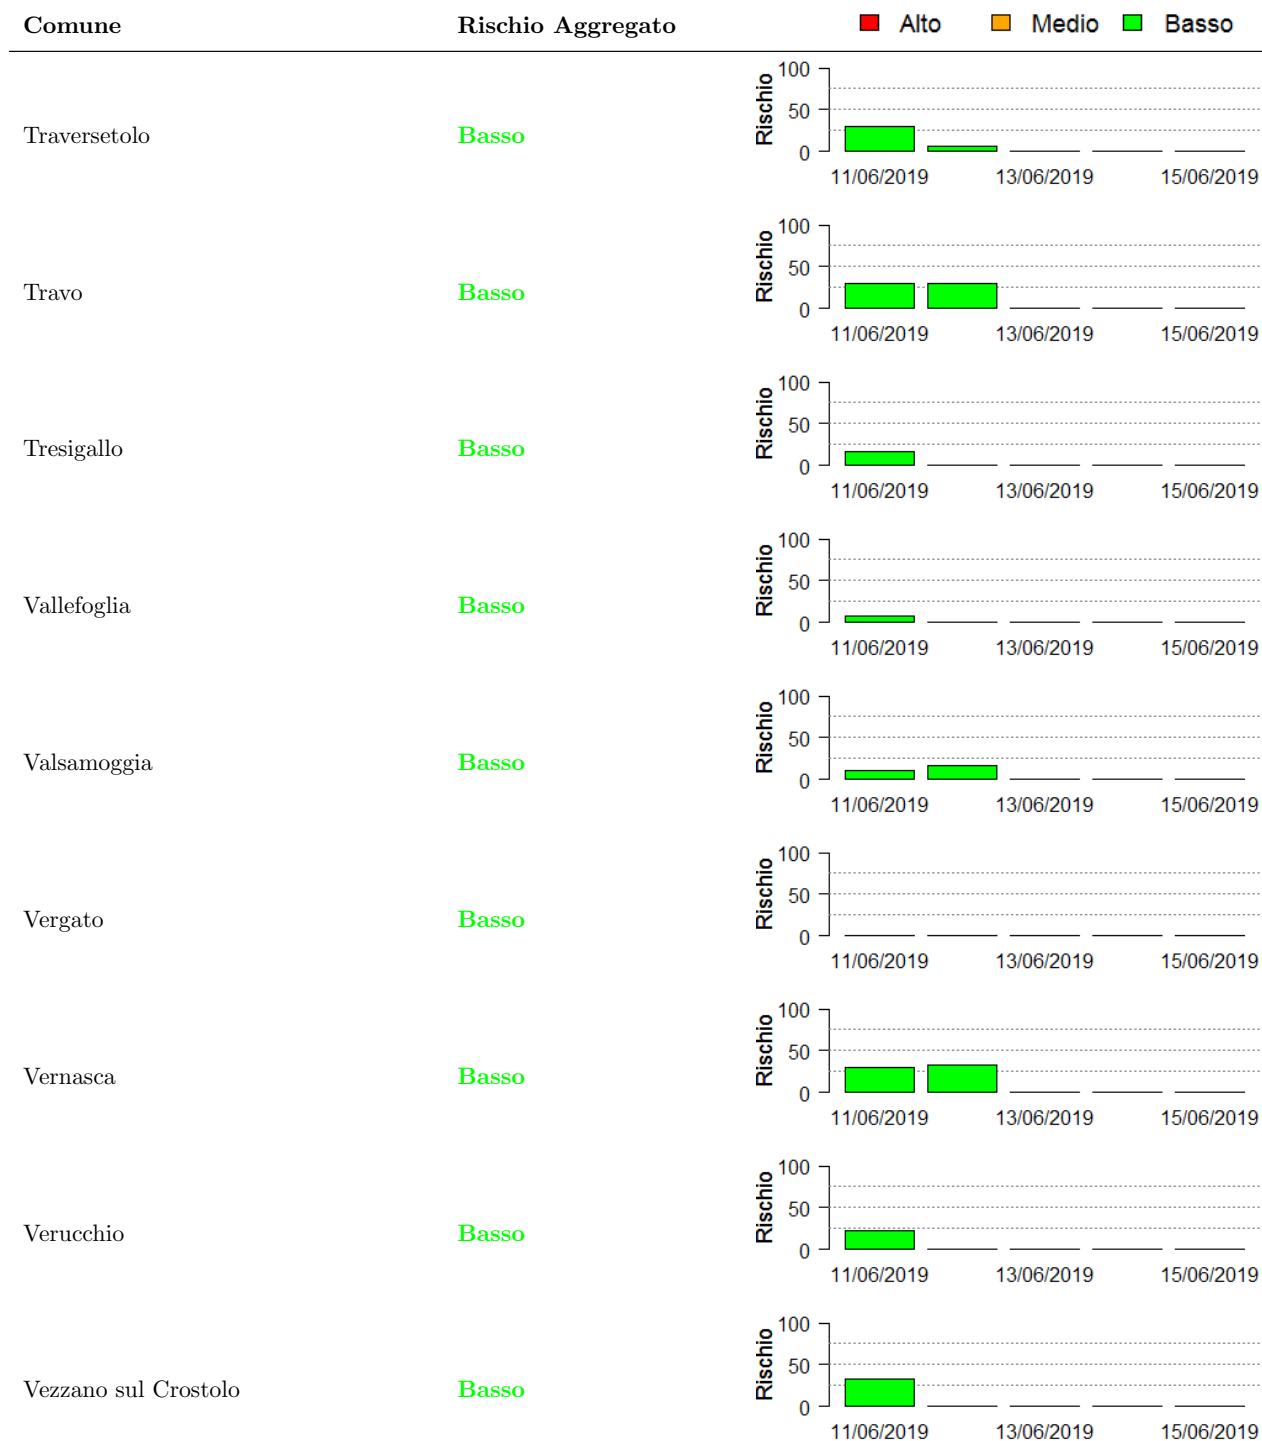 Comune Rischio Aggregato Alto Medio Basso
Traversetolo Basso Rischio 100 50 0
11/06/2019 13/06/2019 15/06/2019
Travo Basso Rischio 100 50 0
11/06/2019 13/06/2019 15/06/2019
Tresigallo Basso Rischio 100 50 0
11/06/2019 13/06/2019 15/06/2019
Vallefoglia Basso Rischio 100 50 0
11/06/2019 13/06/2019 15/06/2019
Valsamoggia Basso Rischio 100 50 0
11/06/2019 13/06/2019 15/06/2019
Vergato Basso Rischio 100 50 0
11/06/2019 13/06/2019 15/06/2019
Vernasca Basso Rischio 100 50 0
11/06/2019 13/06/2019 15/06/2019
Verucchio Basso Rischio 100 50 0
11/06/2019 13/06/2019 15/06/2019
Vezzano sul Crostolo Basso Rischio 100 50 0
11/06/2019 13/06/2019 15/06/2019